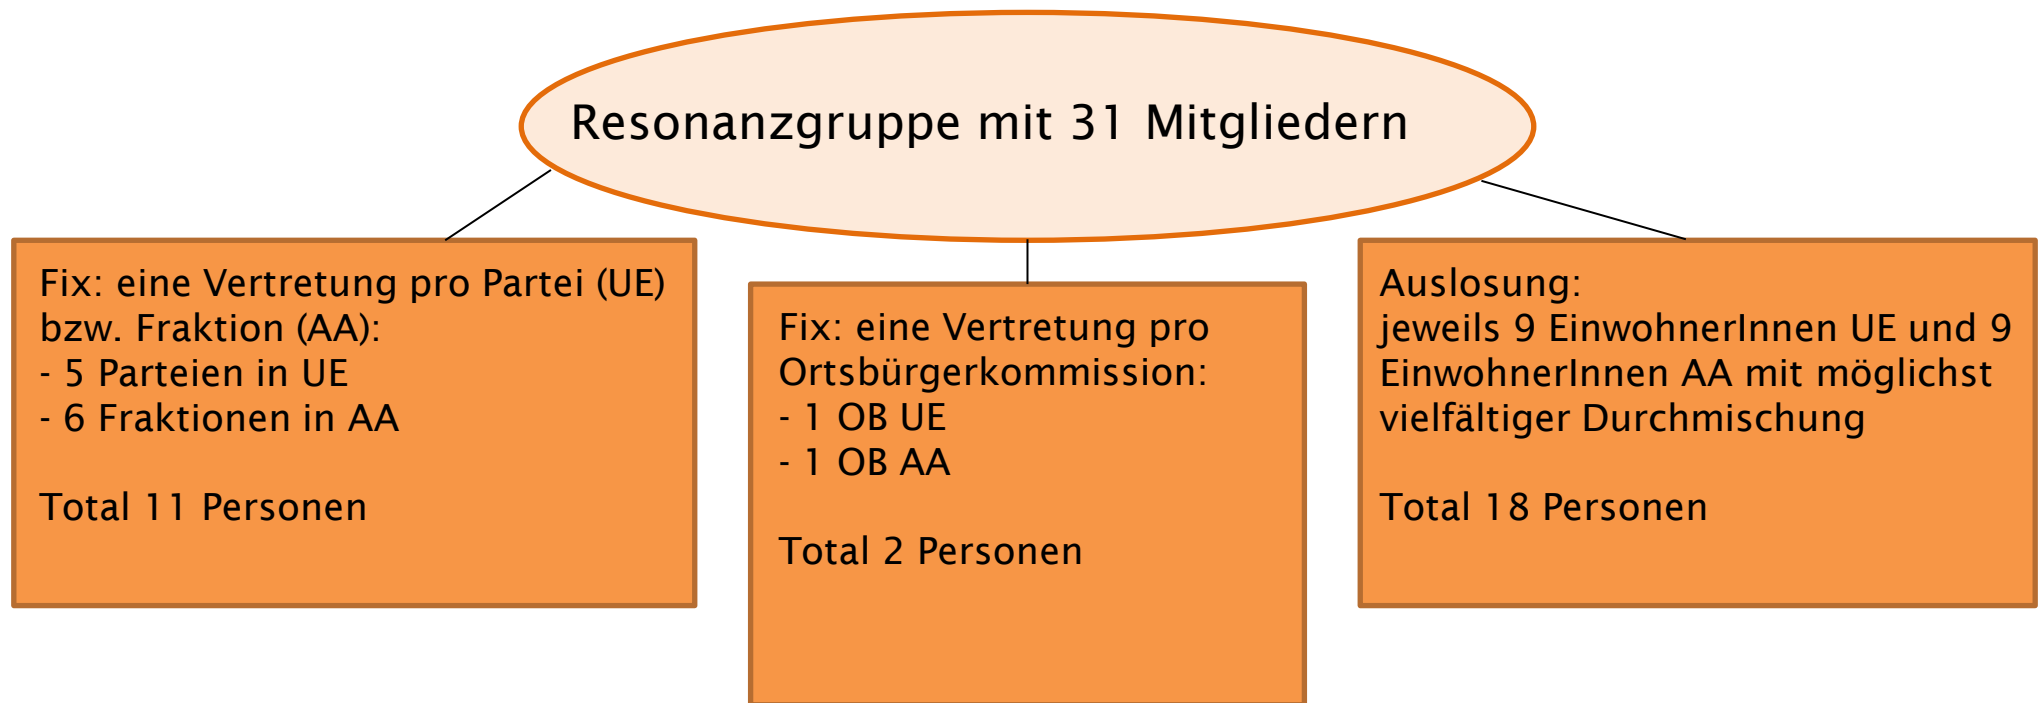 Resonanzgruppe mit 31 Mitgliedern
Fix: eine Vertretung pro Partei (UE)
bzw. Fraktion (AA):
- 5 Parteien in UE
- 6 Fraktionen in AA
Total 11 Personen
Fix: eine Vertretung pro
Ortsbürgerkommission:
- 1 OB UE
- 1 OB AA
Total 2 Personen
Auslosung:
jeweils 9 EinwohnerInnen UE und 9
EinwohnerInnen AA mit möglichst
vielfältiger Durchmischung
Total 18 Personen